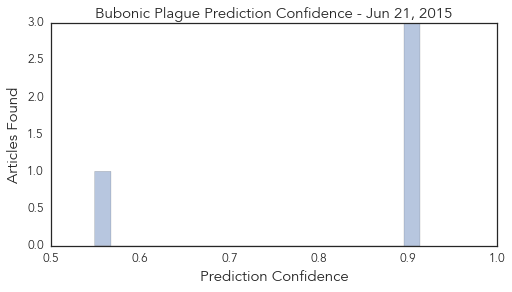 Bubonic Plague Prediction Confidence - Jun 21, 2015
3.0
2.5
2.0
1.5
1.0
0.5
0.0
Articles Found
0.5 0.6 0.7 0.8 0.9 1.0
Prediction Confidence